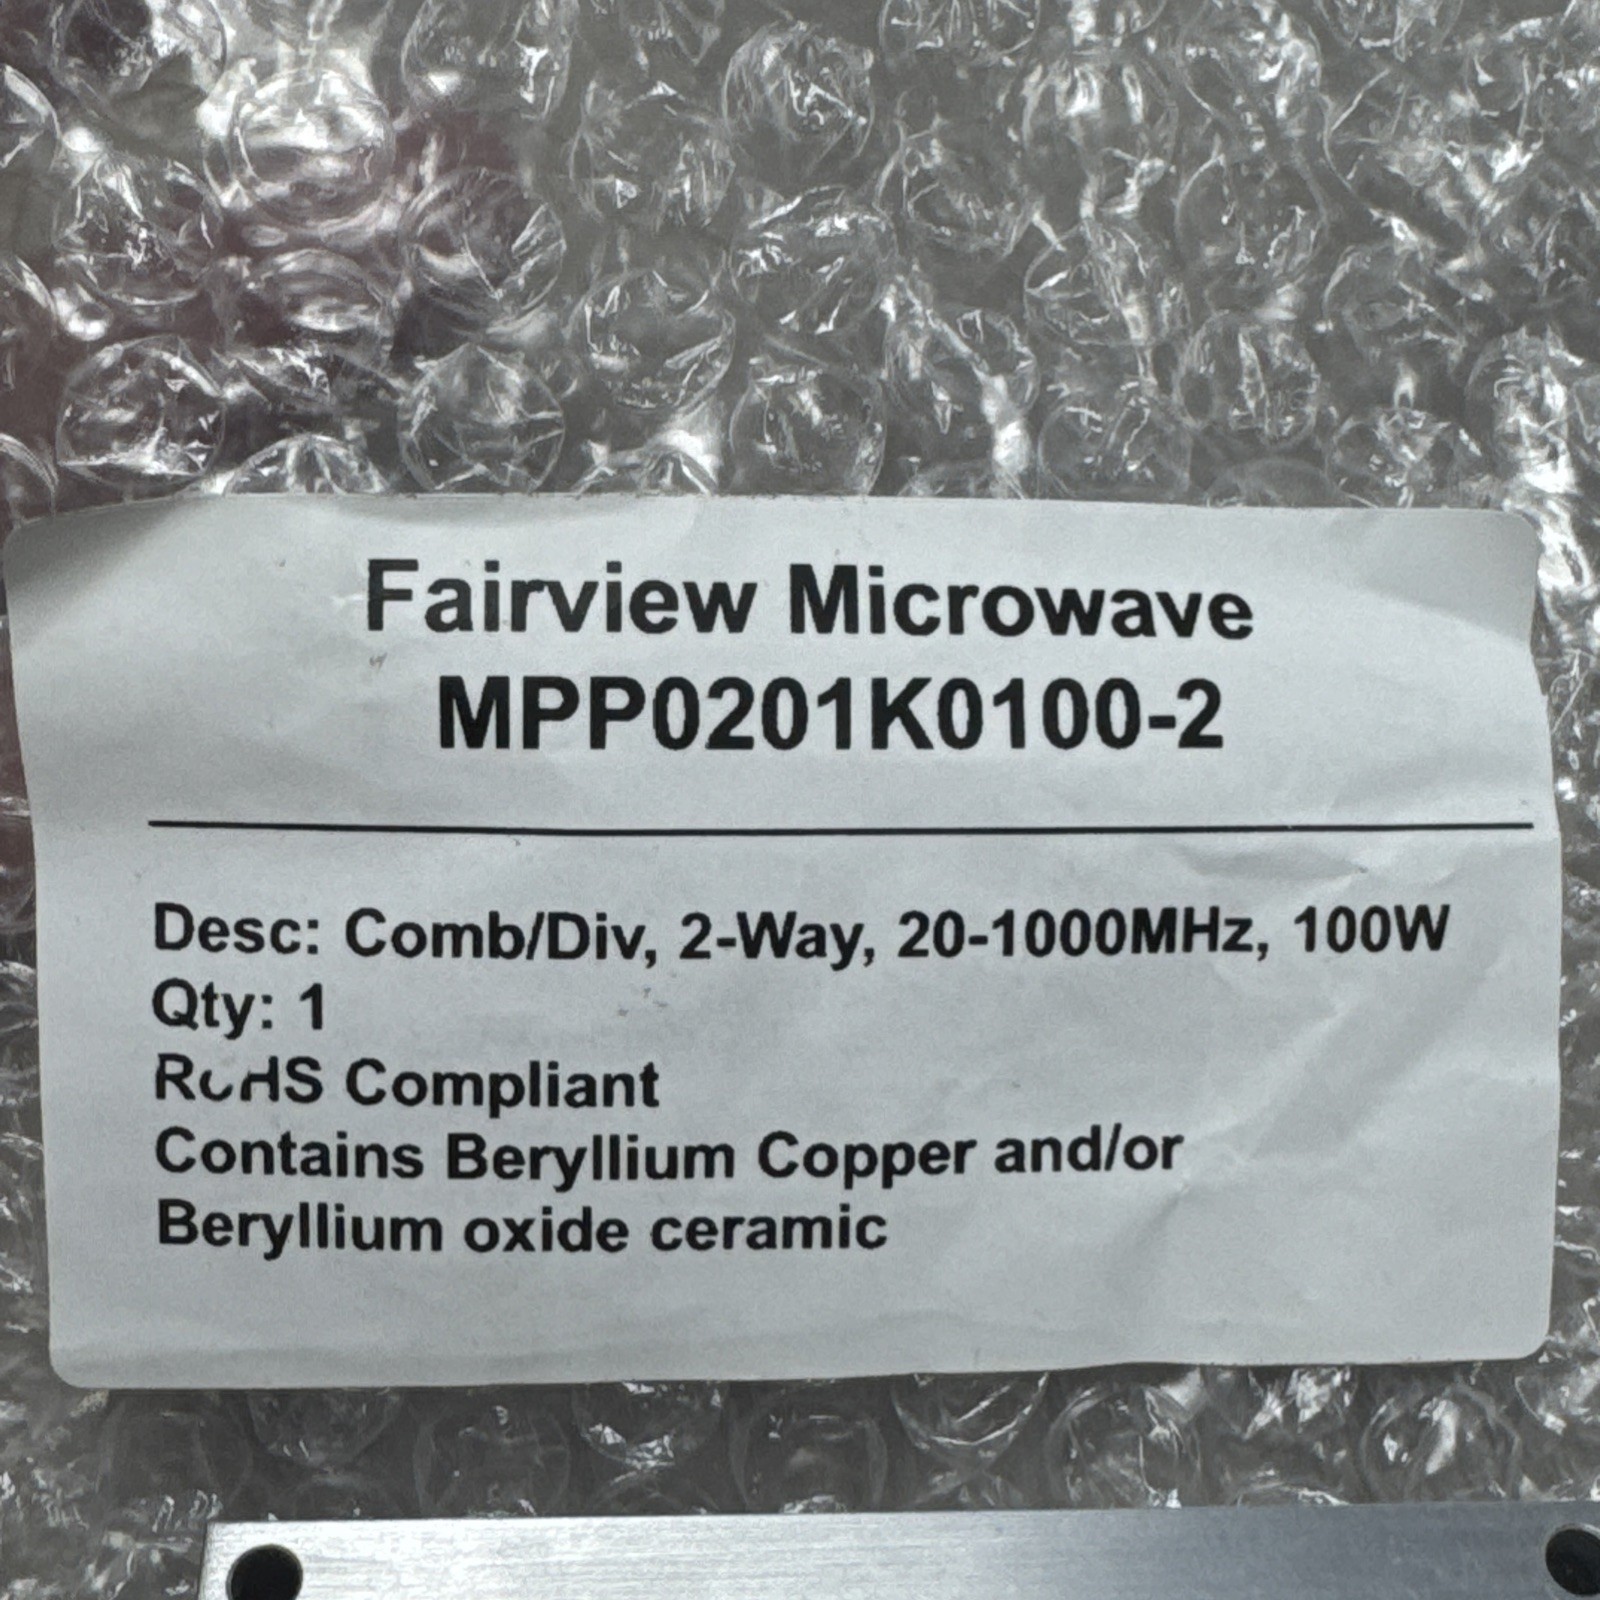 Fairview Microwave
MPP0201K0100-2
Desc: Comb/Div, 2-Way, 20-1000MHz, 100W
Qty: 1
RoHS Compliant
Contains Beryllium Copper and/or
Beryllium oxide ceramic